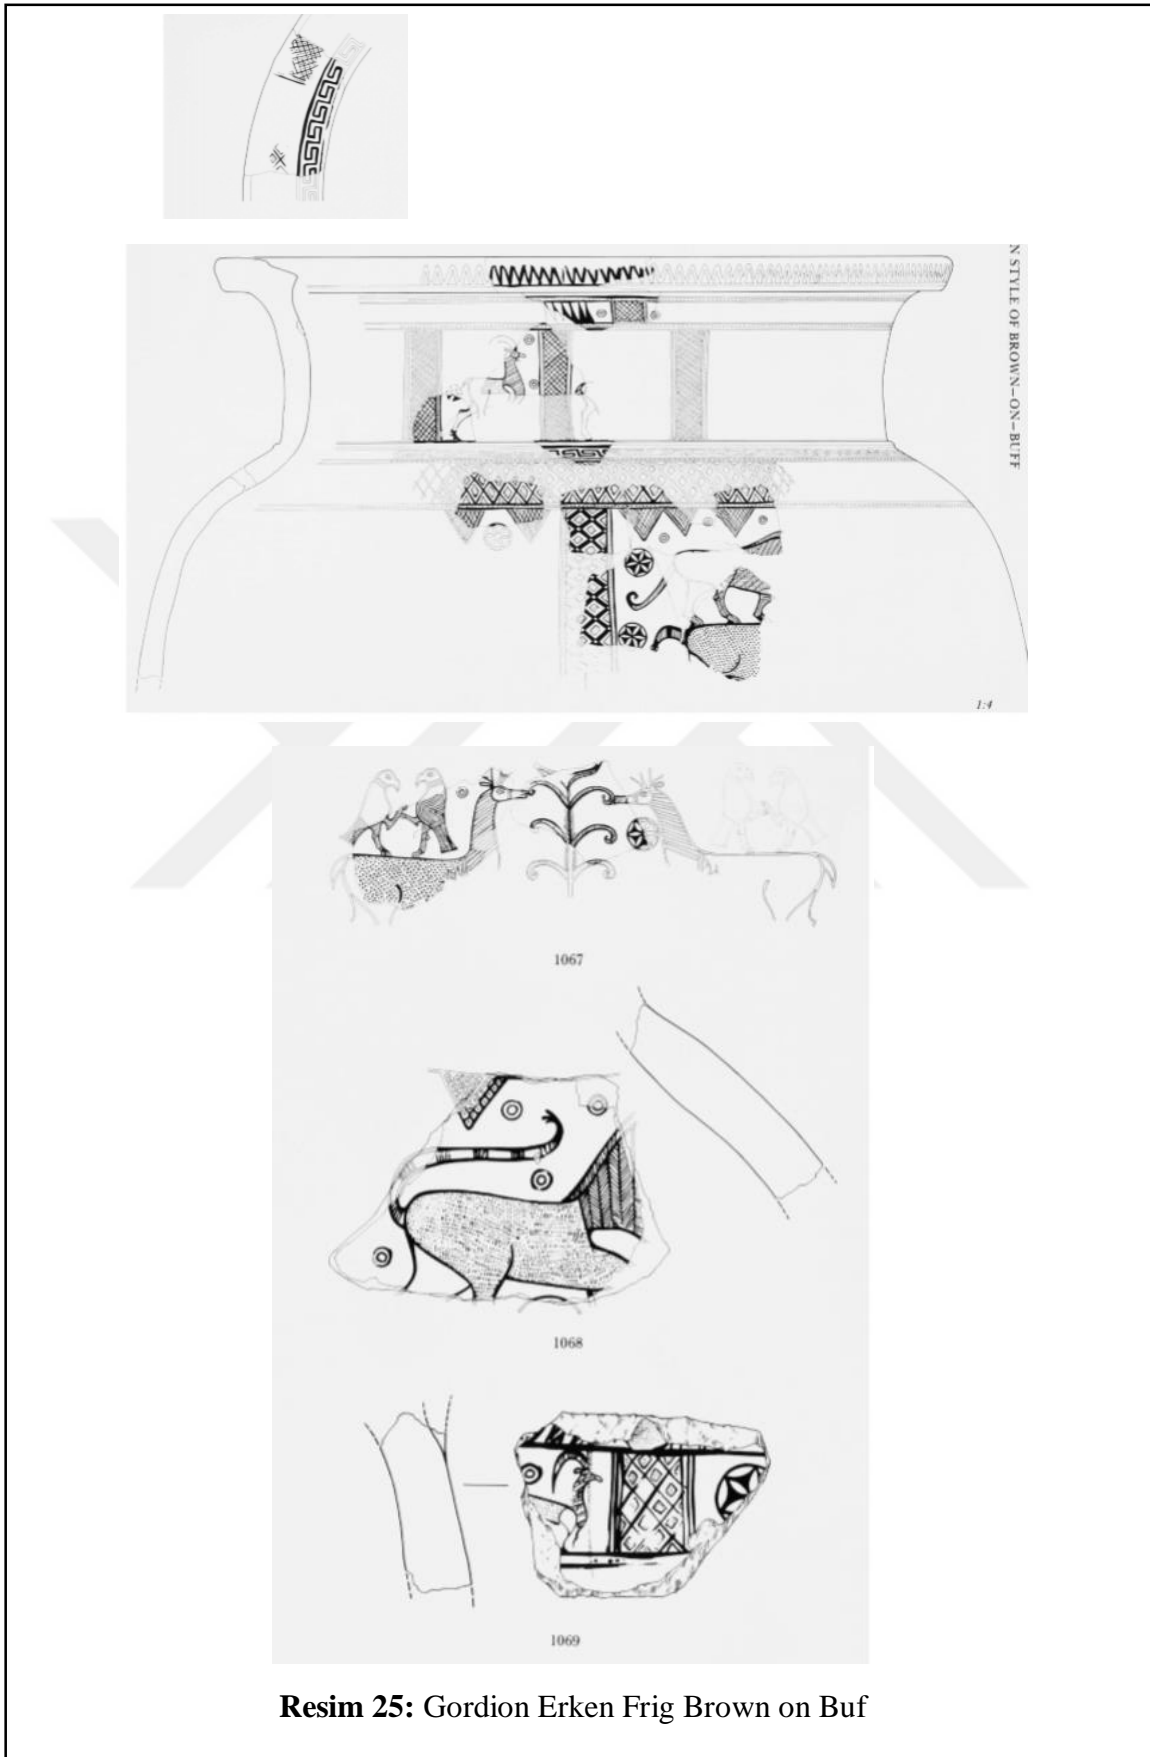 N STYLE OF BROWN–ON–BUFF
1:4
1067
1068
1069
Resim 25: Gordion Erken Frig Brown on Buf